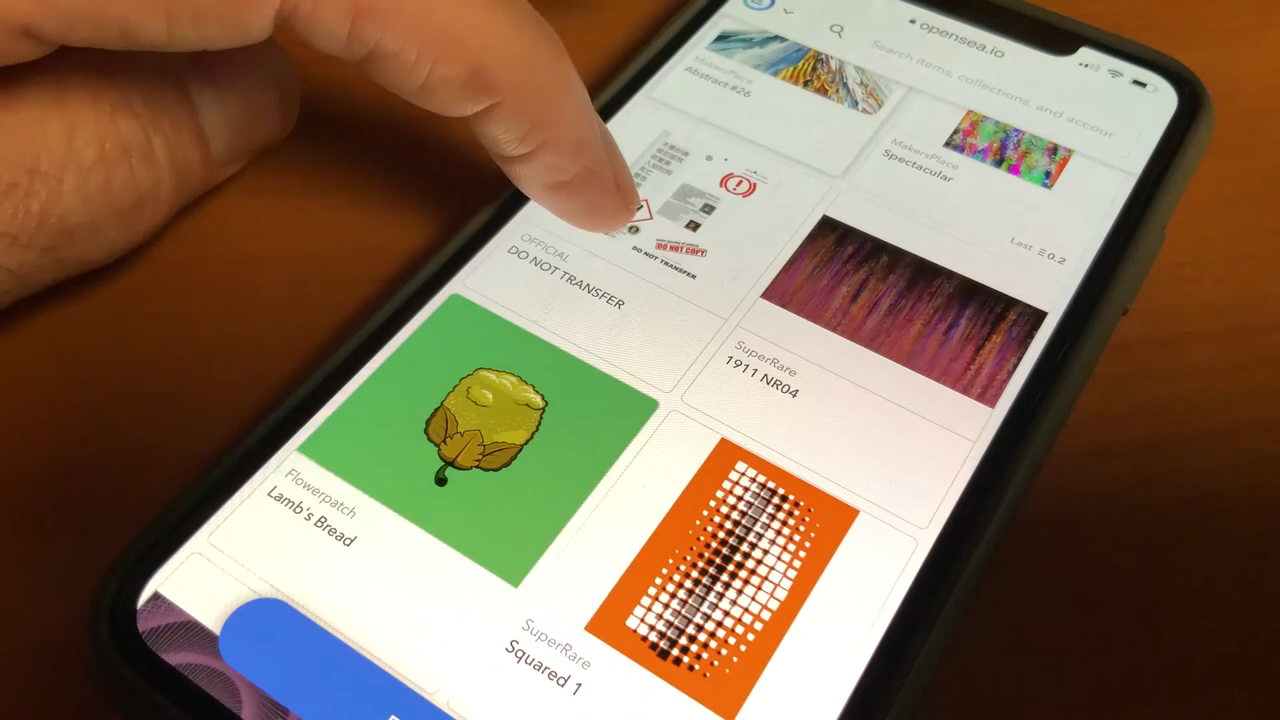 opensea.io
Search items, collections, and accour
MakersPlace
Abstract #26
MakersPlace
Spectacular
DO NOT COPY
DO NOT TRANSFER
OFFICIAL
DO NOT TRANSFER
Last Ξ 0.2
SuperRare
1911 NR04
Flowerpatch
Lamb's Bread
SuperRare
Squared 1